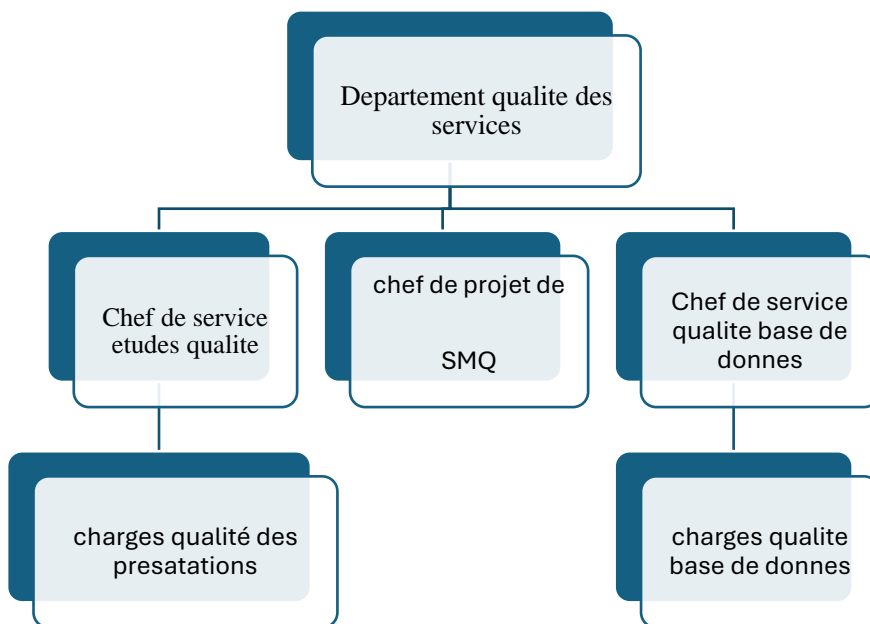 Departement qualite des
services
Chef de service
etudes qualite
chef de projet de
SMQ
Chef de service
qualite base de
donnes
charges qualité des
presatations
charges qualite
base de donnes